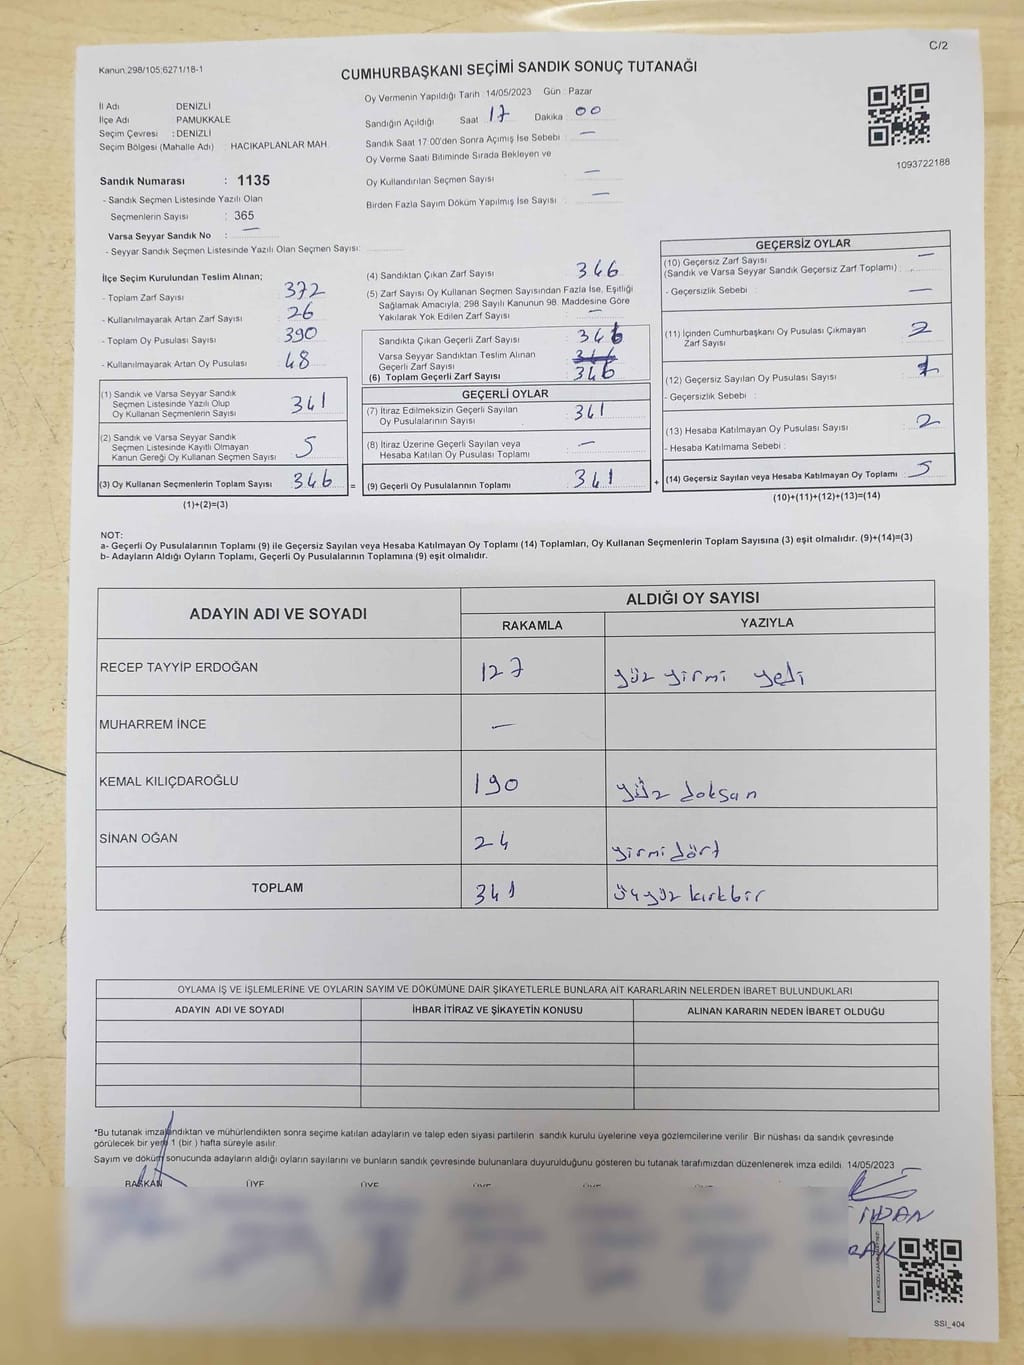 C/2
Kanun:298/105;6271/18-1
CUMHURBAŞKANI SEÇİMİ SANDIK SONUÇ TUTANAĞI
İl Adı DENİZLİ
İlçe Adı PAMUKKALE
Seçim Çevresi : DENİZLİ
Seçim Bölgesi (Mahalle Adı) : HACIKAPLANLAR MAH.
Sandık Numarası : 1135
- Sandık Seçmen Listesinde Yazılı Olan
Seçmenlerin Sayısı : 365
Varsa Seyyar Sandık No : —
- Seyyar Sandık Seçmen Listesinde Yazılı Olan Seçmen Sayısı:
Oy Vermenin Yapıldığı Tarih :14/05/2023 Gün : Pazar
Sandığın Açıldığı Saat 17 Dakika 00
Sandık Saat 17:00'den Sonra Açımış İse Sebebi : —
Oy Verme Saati Bitiminde Sırada Bekleyen ve
Oy Kullandırılan Seçmen Sayısı —
Birden Fazla Sayım Döküm Yapılmış İse Sayısı : —
1093722188
İlçe Seçim Kurulundan Teslim Alınan;
- Toplam Zarf Sayısı : 372
- Kullanılmayarak Artan Zarf Sayısı : 26
- Toplam Oy Pusulası Sayısı : 390
- Kullanılmayarak Artan Oy Pusulası : 48
(1) Sandık ve Varsa Seyyar Sandık
Seçmen Listesinde Yazılı Olup
Oy Kullanan Seçmenlerin Sayısı : 341
(2) Sandık ve Varsa Seyyar Sandık
Seçmen Listesinde Kayıtlı Olmayan
Kanun Gereği Oy Kullanan Seçmen Sayısı : 5
(3) Oy Kullanan Seçmenlerin Toplam Sayısı : 346 =
(1)+(2)=(3)
(4) Sandıktan Çıkan Zarf Sayısı : 346
(5) Zarf Sayısı Oy Kullanan Seçmen Sayısından Fazla İse, Eşitliği
Sağlamak Amacıyla; 298 Sayılı Kanunun 98. Maddesine Göre
Yakılarak Yok Edilen Zarf Sayısı : —
Sandıkta Çıkan Geçerli Zarf Sayısı : 346
Varsa Seyyar Sandıktan Teslim Alınan
Geçerli Zarf Sayısı :
(6) Toplam Geçerli Zarf Sayısı : 346
GEÇERLİ OYLAR
(7) İtiraz Edilmeksizin Geçerli Sayılan
Oy Pusulalarının Sayısı : 341
(8) İtiraz Üzerine Geçerli Sayılan veya
Hesaba Katılan Oy Pusulası Toplamı : —
(9) Geçerli Oy Pusulalarının Toplamı : 341 +
GEÇERSİZ OYLAR
(10) Geçersiz Zarf Sayısı
(Sandık ve Varsa Seyyar Sandık Geçersiz Zarf Toplamı) : —
- Geçersizlik Sebebi : —
(11) İçinden Cumhurbaşkanı Oy Pusulası Çıkmayan
Zarf Sayısı : 2
(12) Geçersiz Sayılan Oy Pusulası Sayısı : 1
- Geçersizlik Sebebi :
(13) Hesaba Katılmayan Oy Pusulası Sayısı : 2
- Hesaba Katılmama Sebebi :
(14) Geçersiz Sayılan veya Hesaba Katılmayan Oy Toplamı : 5
(10)+(11)+(12)+(13)=(14)
NOT:
a- Geçerli Oy Pusulalarının Toplamı (9) ile Geçersiz Sayılan veya Hesaba Katılmayan Oy Toplamı (14) Toplamları, Oy Kullanan Seçmenlerin Toplam Sayısına (3) eşit olmalıdır. (9)+(14)=(3)
b- Adayların Aldığı Oyların Toplamı, Geçerli Oy Pusulalarının Toplamına (9) eşit olmalıdır.
ADAYIN ADI VE SOYADI ALDIĞI OY SAYISI
RAKAMLA YAZIYLA
RECEP TAYYİP ERDOĞAN 127 yüz yirmi yedi
MUHARREM İNCE —
KEMAL KILIÇDAROĞLU 190 yüz doksan
SİNAN OĞAN 24 yirmidört
TOPLAM 341 üçyüz kırkbir
OYLAMA İŞ VE İŞLEMLERİNE VE OYLARIN SAYIM VE DÖKÜMÜNE DAİR ŞİKAYETLERLE BUNLARA AİT KARARLARIN NELERDEN İBARET BULUNDUKLARI
ADAYIN ADI VE SOYADI İHBAR İTİRAZ VE ŞİKAYETİN KONUSU ALINAN KARARIN NEDEN İBARET OLDUĞU
*Bu tutanak imzalandıktan ve mühürlendikten sonra seçime katılan adayların ve talep eden siyasi partilerin sandık kurulu üyelerine veya gözlemcilerine verilir. Bir nüshası da sandık çevresinde
görülecek bir yere 1 (bir ) hafta süreyle asılır.
Sayım ve döküm sonucunda adayların aldığı oyların sayılarını ve bunların sandık çevresinde bulunanlara duyurulduğunu gösteren bu tutanak tarafımızdan düzenlenerek imza edildi. 14/05/2023
BAŞKAN ÜYE ÜYE ÜYE ÜYE ÜYE
SSI_404